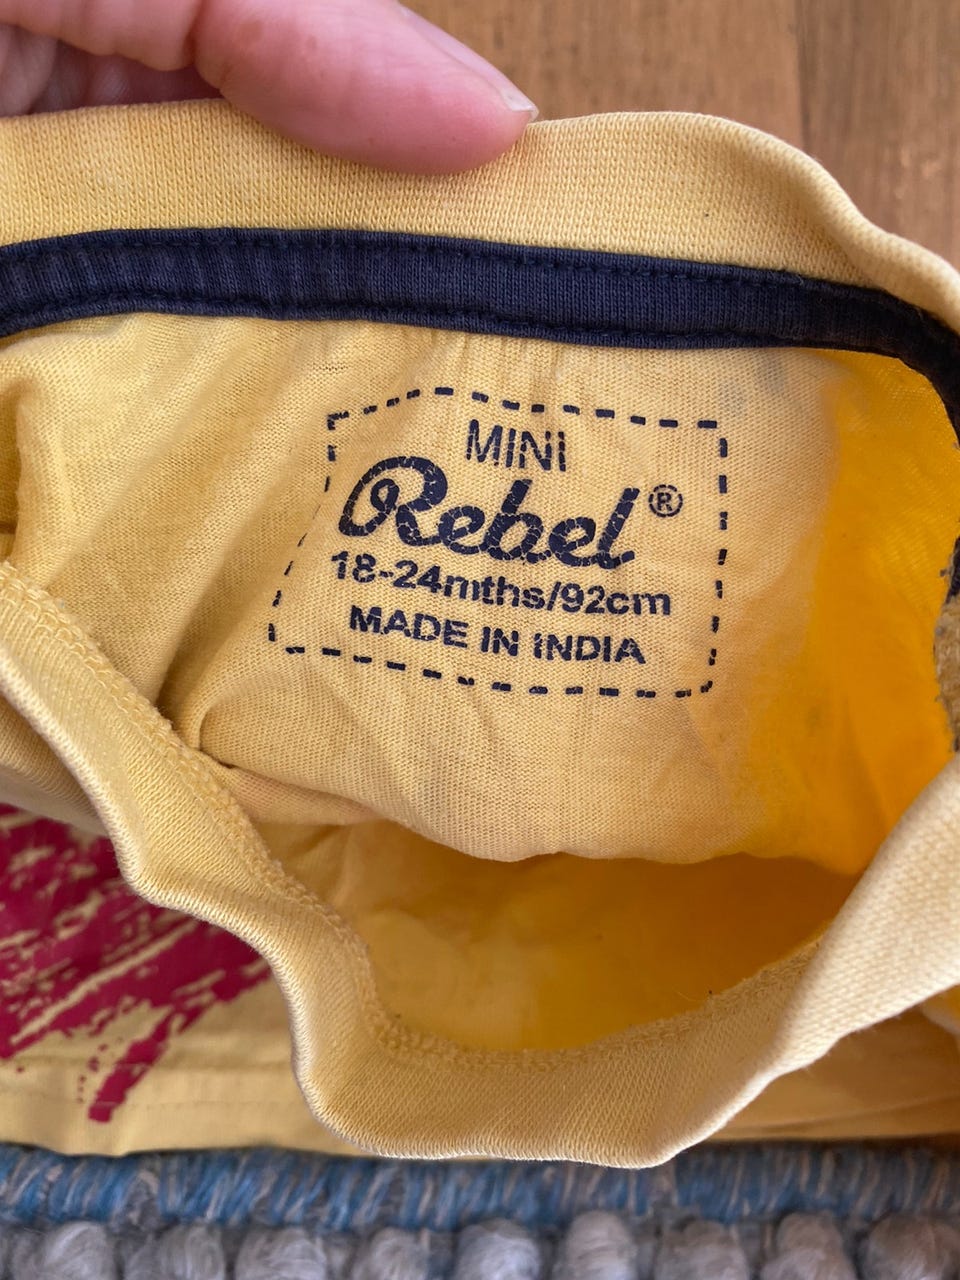 MINI
Rebel®
18-24mths/92cm
MADE IN INDIA